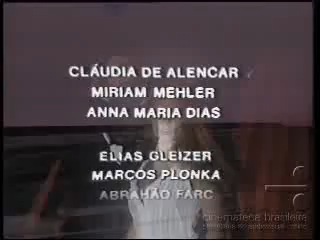 CLÁUDIA DE ALENCAR
MIRIAM MEHLER
ANNA MARIA DIAS
ELIAS GLEIZER
MARCOS PLONKA
ABRAHÃO FARC
cinemateca brasileira